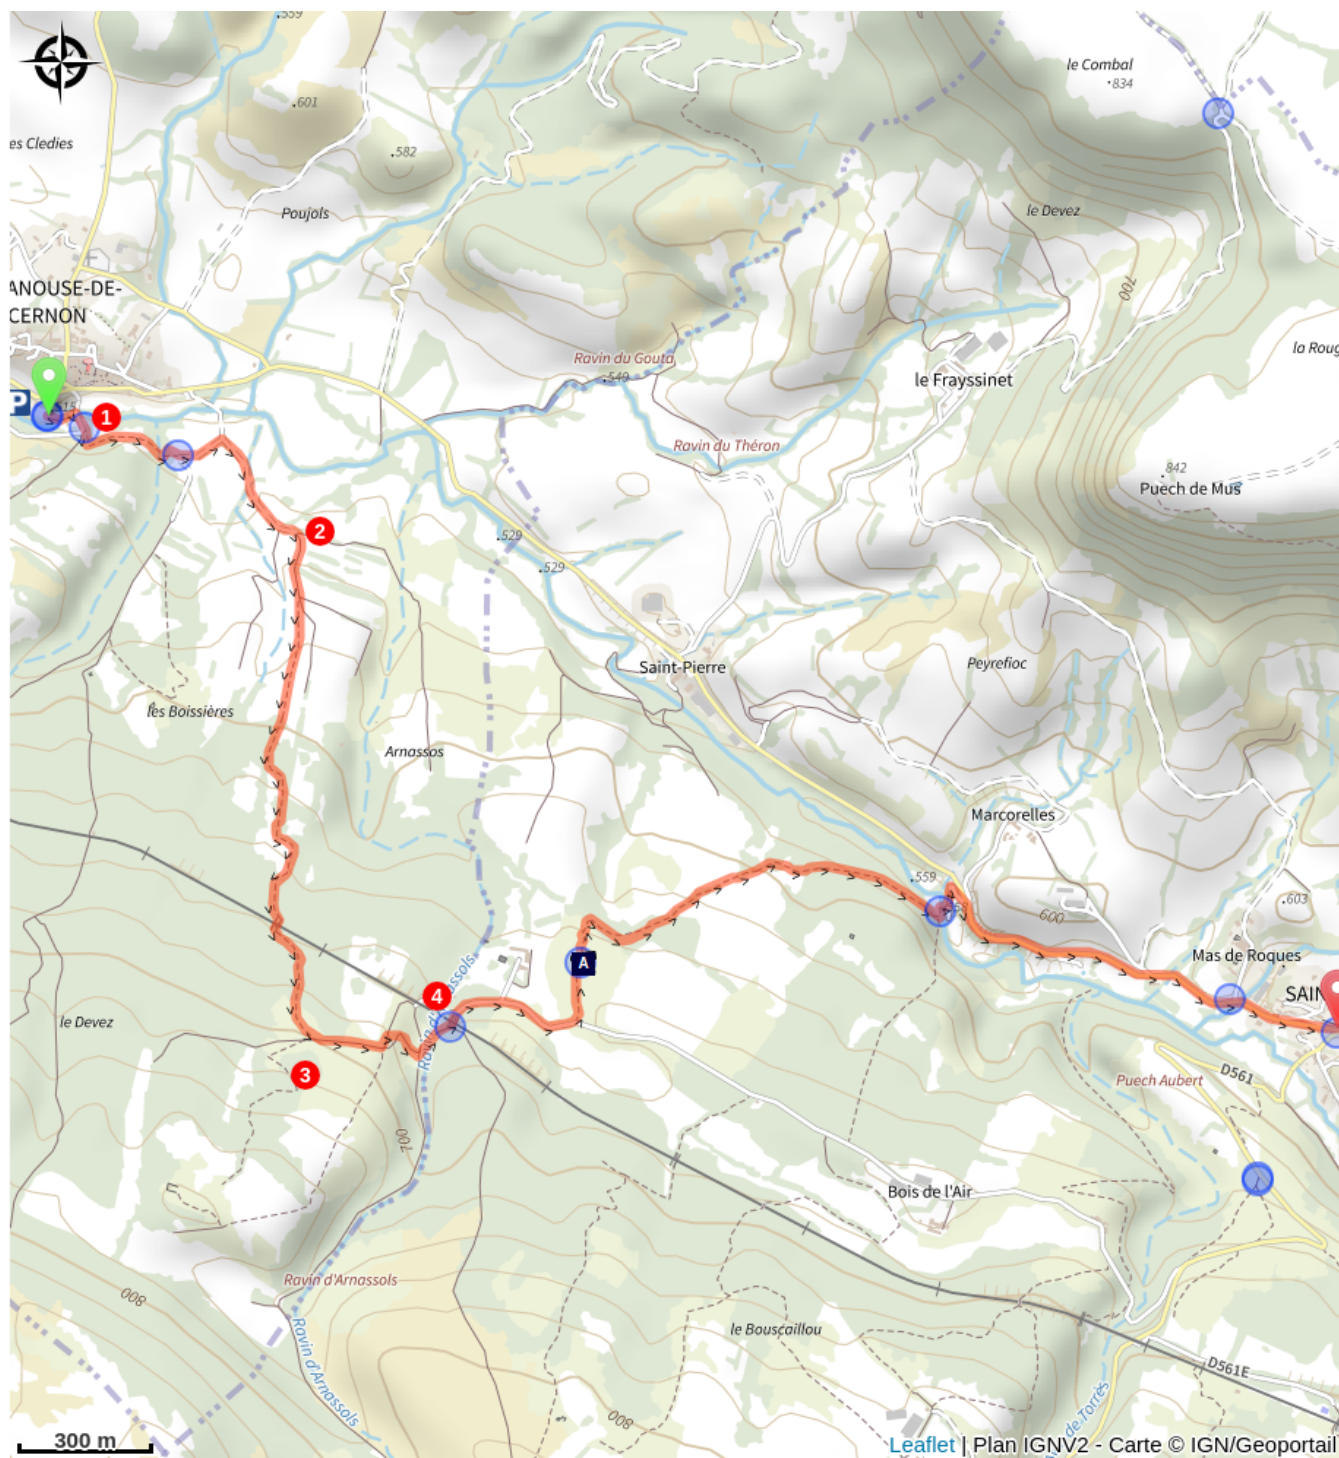 559
le Combal
834
601
es Cledies
582
Poujols
le Devez
ANOUSE-DE-
CERNON
700
la Roug
Ravin du Gouta
549
le Frayssinet
P
1
Ravin du Théron
842
Puech de Mus
2
529
529
Saint-Pierre
Peyrefioc
les Boissières
Arnassos
Marcorelles
559
603
600
Mas de Roques
A
SAIN
4
le Devez
3
D561
Puech Aubert
700
Bois de l'Air
Ravin d'Arnassols
800
Ravin d'Arnassols
le Bouscaillou
D561E
800
de Torrès
300 m
Leaflet | Plan IGNV2 - Carte © IGN/Geoportail